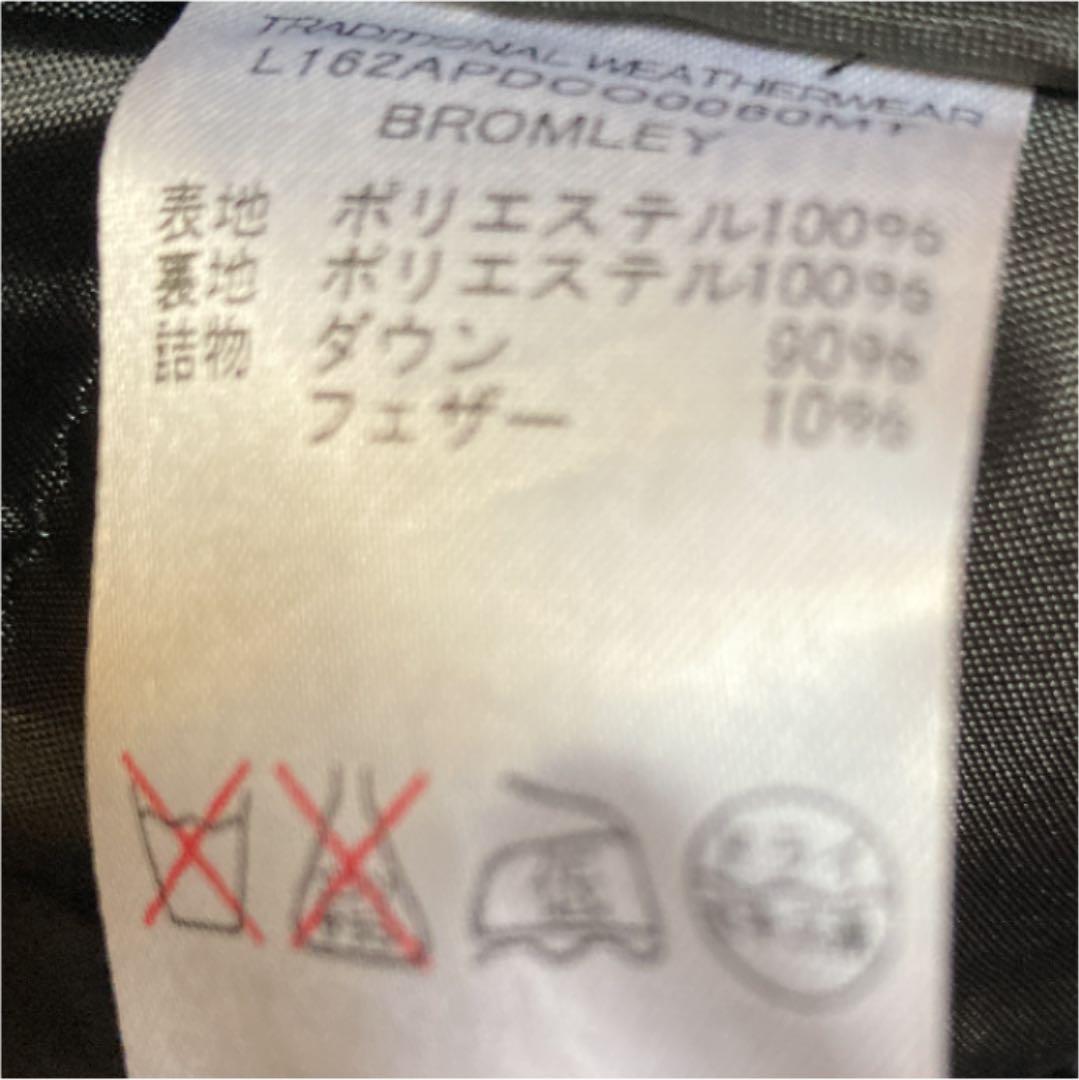 TRADITIONAL WEATHERWEAR
L162APDCO0060MT
BROMLEY
表地 ポリエステル100%
裏地 ポリエステル100%
詰物 ダウン 90%
フェザー 10%
低